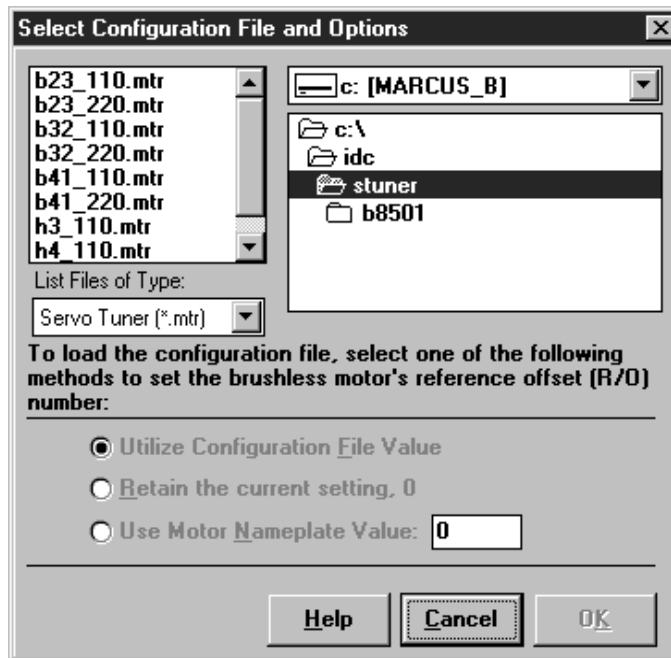 Select Configuration File and Options
b23_110.mtr
b23_220.mtr
b32_110.mtr
b32_220.mtr
b41_110.mtr
b41_220.mtr
h3_110.mtr
h4_110.mtr
List Files of Type:
Servo Tuner (*.mtr)
c: [MARCUS_B]
c:\
idc
stuner
b8501
To load the configuration file, select one of the following
methods to set the brushless motor's reference offset (R/O)
number:
Utilize Configuration File Value
Retain the current setting, 0
Use Motor Nameplate Value: 0
Help Cancel OK